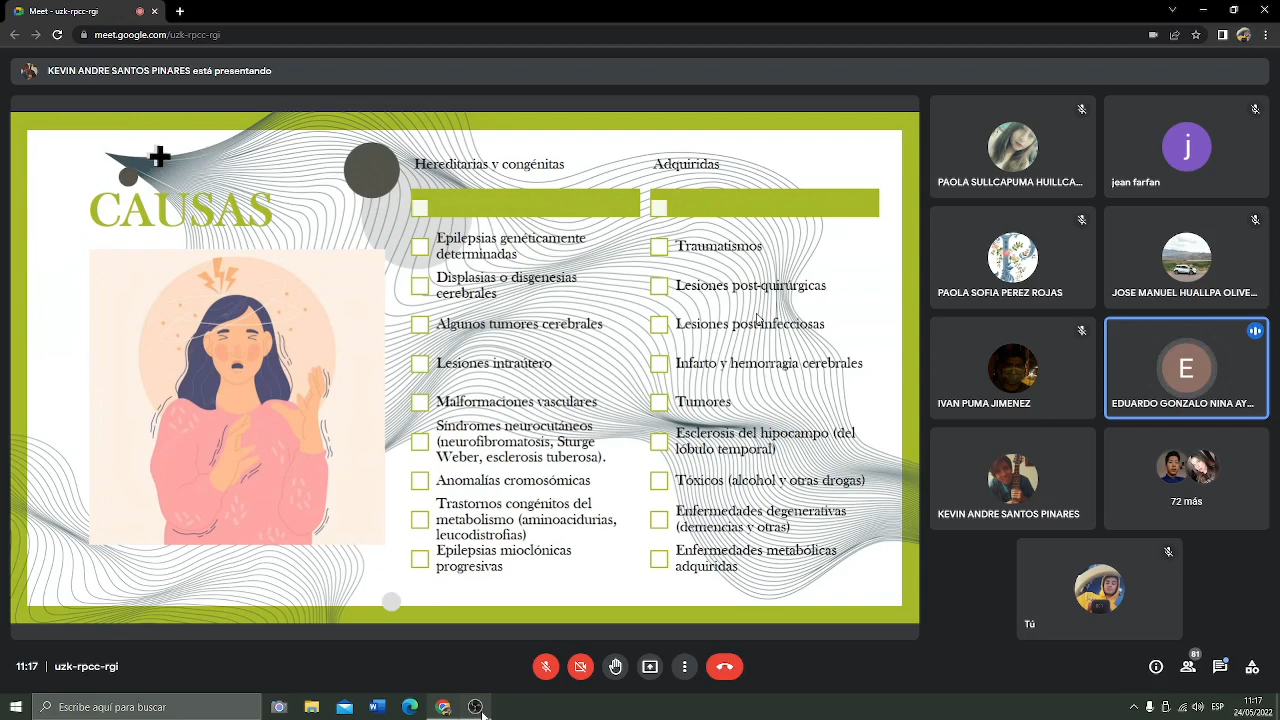 Meet - uzk-rpcc-rgi
meet.google.com/uzk-rpcc-rgi
KEVIN ANDRE SANTOS PINARES está presentando
CAUSAS
Hereditarias y congénitas
Epilepsias genéticamente
determinadas
Displasias o disgenesias
cerebrales
Algunos tumores cerebrales
Lesiones intraútero
Malformaciones vasculares
Síndromes neurocutáneos
(neurofibromatosis, Sturge
Weber, esclerosis tuberosa).
Anomalías cromosómicas
Trastornos congénitos del
metabolismo (aminoacidurias,
leucodistrofias)
Epilepsias mioclónicas
progresivas
Adquiridas
Traumatismos
Lesiones post-quirúrgicas
Lesiones post-infecciosas
Infarto y hemorragia cerebrales
Tumores
Esclerosis del hipocampo (del
lóbulo temporal)
Tóxicos (alcohol y otras drogas)
Enfermedades degenerativas
(demencias y otras)
Enfermedades metabólicas
adquiridas
PAOLA SULLCAPUMA HUILLCA...
j
jean farfan
PAOLA SOFIA PEREZ ROJAS
JOSE MANUEL HUALLPA OLIVE...
IVAN PUMA JIMENEZ
E
EDUARDO GONZALO NINA AY...
KEVIN ANDRE SANTOS PINARES
72 más
Tú
11:17
uzk-rpcc-rgi
81
Escribe aquí para buscar
W
ESP
11:17
24/05/2022